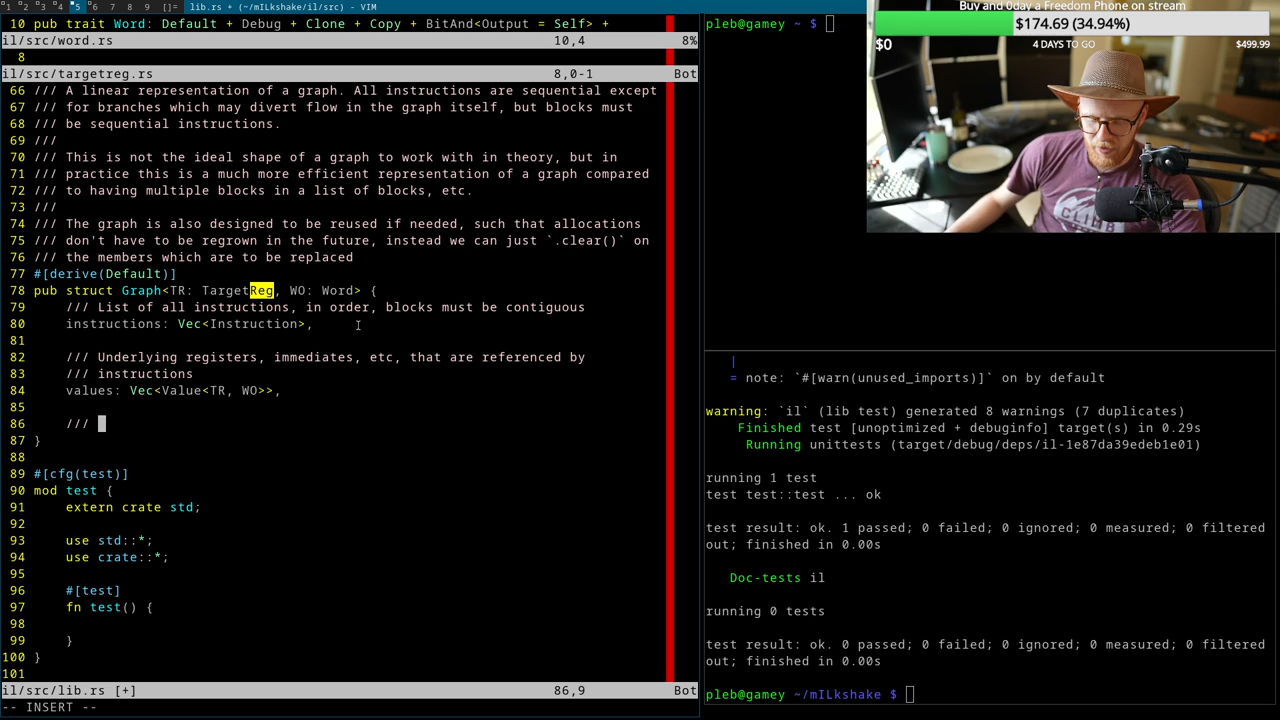 1 2 3 4 5 6 7 8 9 []= lib.rs + (~/mILkshake/il/src) - VIM
10 pub trait Word: Default + Debug + Clone + Copy + BitAnd<Output = Self> +
il/src/word.rs 10,4 8%
8
il/src/targetreg.rs 8,0-1 Bot
66 /// A linear representation of a graph. All instructions are sequential except
67 /// for branches which may divert flow in the graph itself, but blocks must
68 /// be sequential instructions.
69 ///
70 /// This is not the ideal shape of a graph to work with in theory, but in
71 /// practice this is a much more efficient representation of a graph compared
72 /// to having multiple blocks in a list of blocks, etc.
73 ///
74 /// The graph is also designed to be reused if needed, such that allocations
75 /// don't have to be regrown in the future, instead we can just `.clear()` on
76 /// the members which are to be replaced
77 #[derive(Default)]
78 pub struct Graph<TR: TargetReg, WO: Word> {
79     /// List of all instructions, in order, blocks must be contiguous
80     instructions: Vec<Instruction>,
81
82     /// Underlying registers, immediates, etc, that are referenced by
83     /// instructions
84     values: Vec<Value<TR, WO>>,
85
86     ///
87 }
88
89 #[cfg(test)]
90 mod test {
91     extern crate std;
92
93     use std::*;
94     use crate::*;
95
96     #[test]
97     fn test() {
98
99     }
100 }
101
il/src/lib.rs [+] 86,9 Bot
-- INSERT --
pleb@gamey ~ $
Buy and 0day a Freedom Phone on stream
$174.69 (34.94%)
$0 4 DAYS TO GO $499.99
|
= note: `#[warn(unused_imports)]` on by default
warning: `il` (lib test) generated 8 warnings (7 duplicates)
Finished test [unoptimized + debuginfo] target(s) in 0.29s
Running unittests (target/debug/deps/il-1e87da39edeb1e01)
running 1 test
test test::test ... ok
test result: ok. 1 passed; 0 failed; 0 ignored; 0 measured; 0 filtered
out; finished in 0.00s
Doc-tests il
running 0 tests
test result: ok. 0 passed; 0 failed; 0 ignored; 0 measured; 0 filtered
out; finished in 0.00s
pleb@gamey ~/mILkshake $